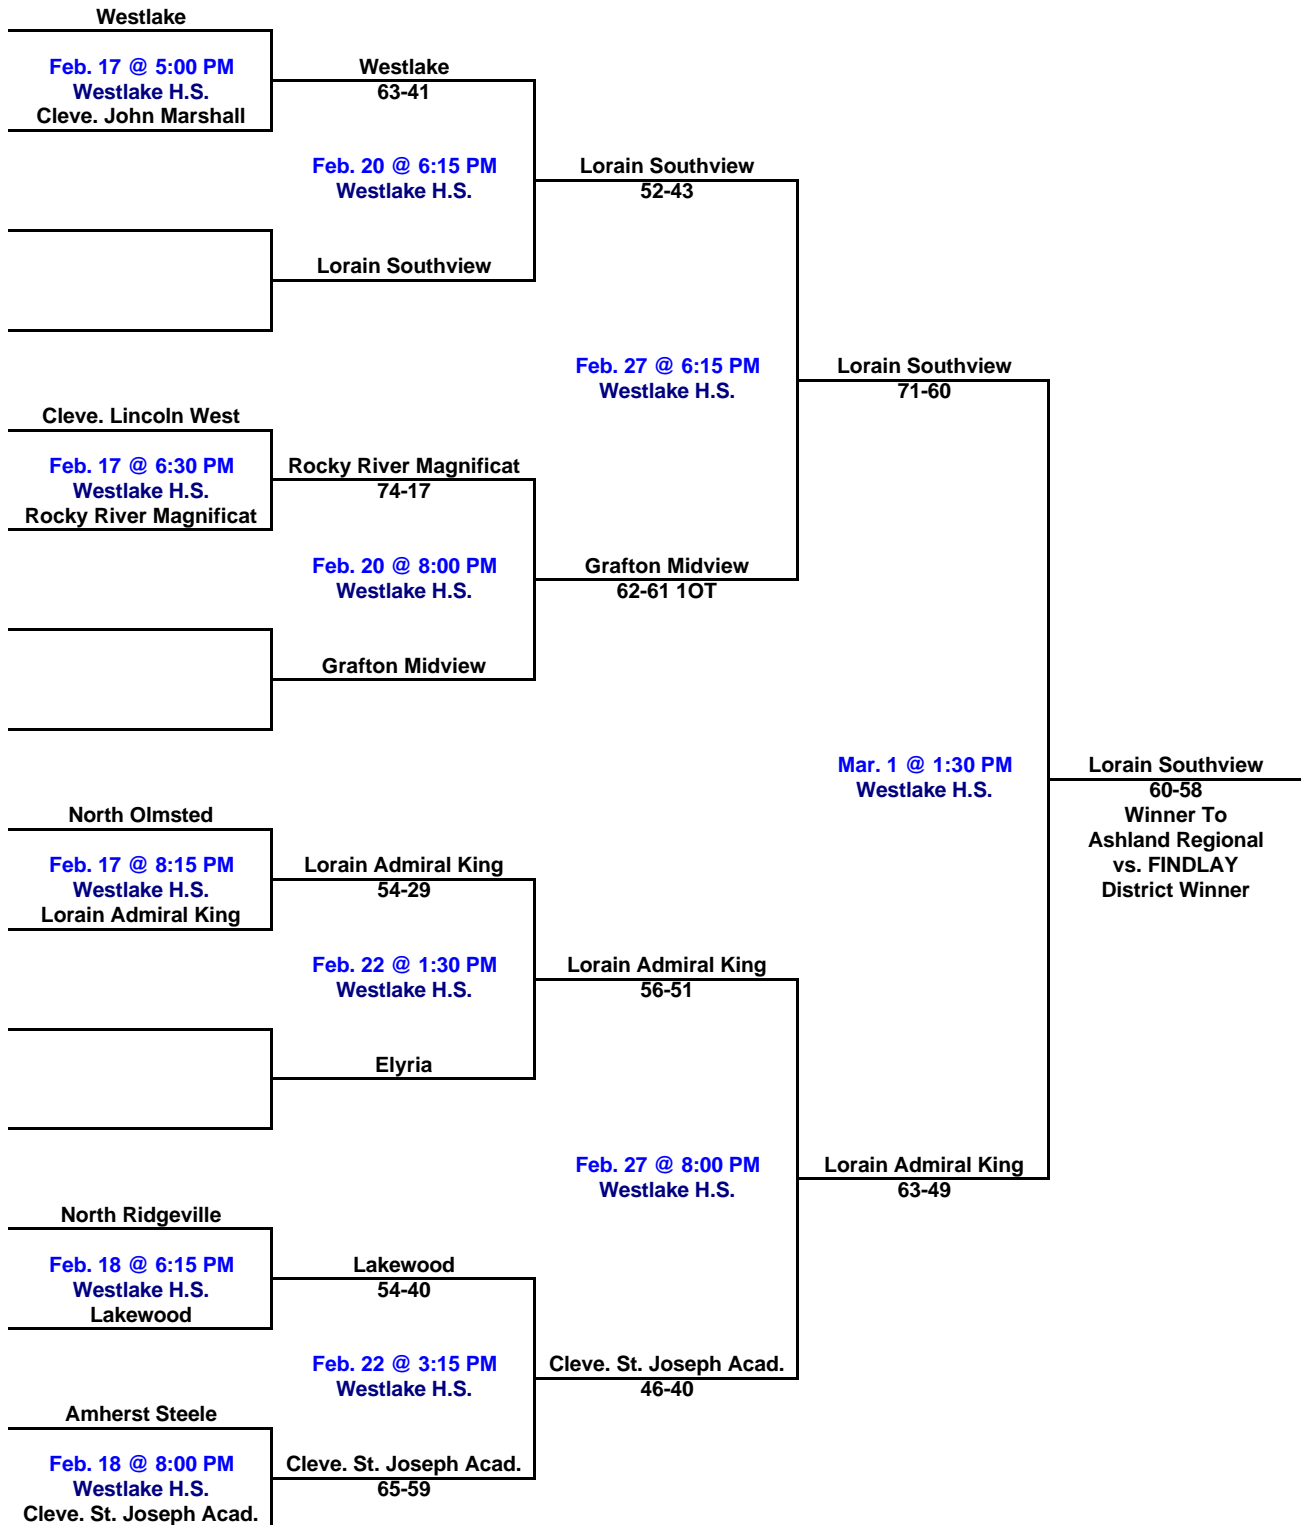 Westlake
Feb. 17 @ 5:00 PM
Westlake H.S.
Cleve. John Marshall
Westlake
63-41
Feb. 20 @ 6:15 PM
Westlake H.S.
Lorain Southview
52-43
Lorain Southview
Feb. 27 @ 6:15 PM
Westlake H.S.
Lorain Southview
71-60
Cleve. Lincoln West
Feb. 17 @ 6:30 PM
Westlake H.S.
Rocky River Magnificat
Rocky River Magnificat
74-17
Feb. 20 @ 8:00 PM
Westlake H.S.
Grafton Midview
62-61 1OT
Grafton Midview
Mar. 1 @ 1:30 PM
Westlake H.S.
Lorain Southview
60-58
Winner To
Ashland Regional
vs. FINDLAY
District Winner
North Olmsted
Feb. 17 @ 8:15 PM
Westlake H.S.
Lorain Admiral King
Lorain Admiral King
54-29
Feb. 22 @ 1:30 PM
Westlake H.S.
Lorain Admiral King
56-51
Elyria
Feb. 27 @ 8:00 PM
Westlake H.S.
Lorain Admiral King
63-49
North Ridgeville
Feb. 18 @ 6:15 PM
Westlake H.S.
Lakewood
Lakewood
54-40
Feb. 22 @ 3:15 PM
Westlake H.S.
Cleve. St. Joseph Acad.
46-40
Amherst Steele
Feb. 18 @ 8:00 PM
Westlake H.S.
Cleve. St. Joseph Acad.
Cleve. St. Joseph Acad.
65-59